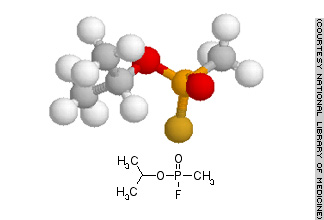 (COURTESY NATIONAL LIBRARY OF MEDICINE)
H₃C
O
O
P
CH₃
H₃C
F